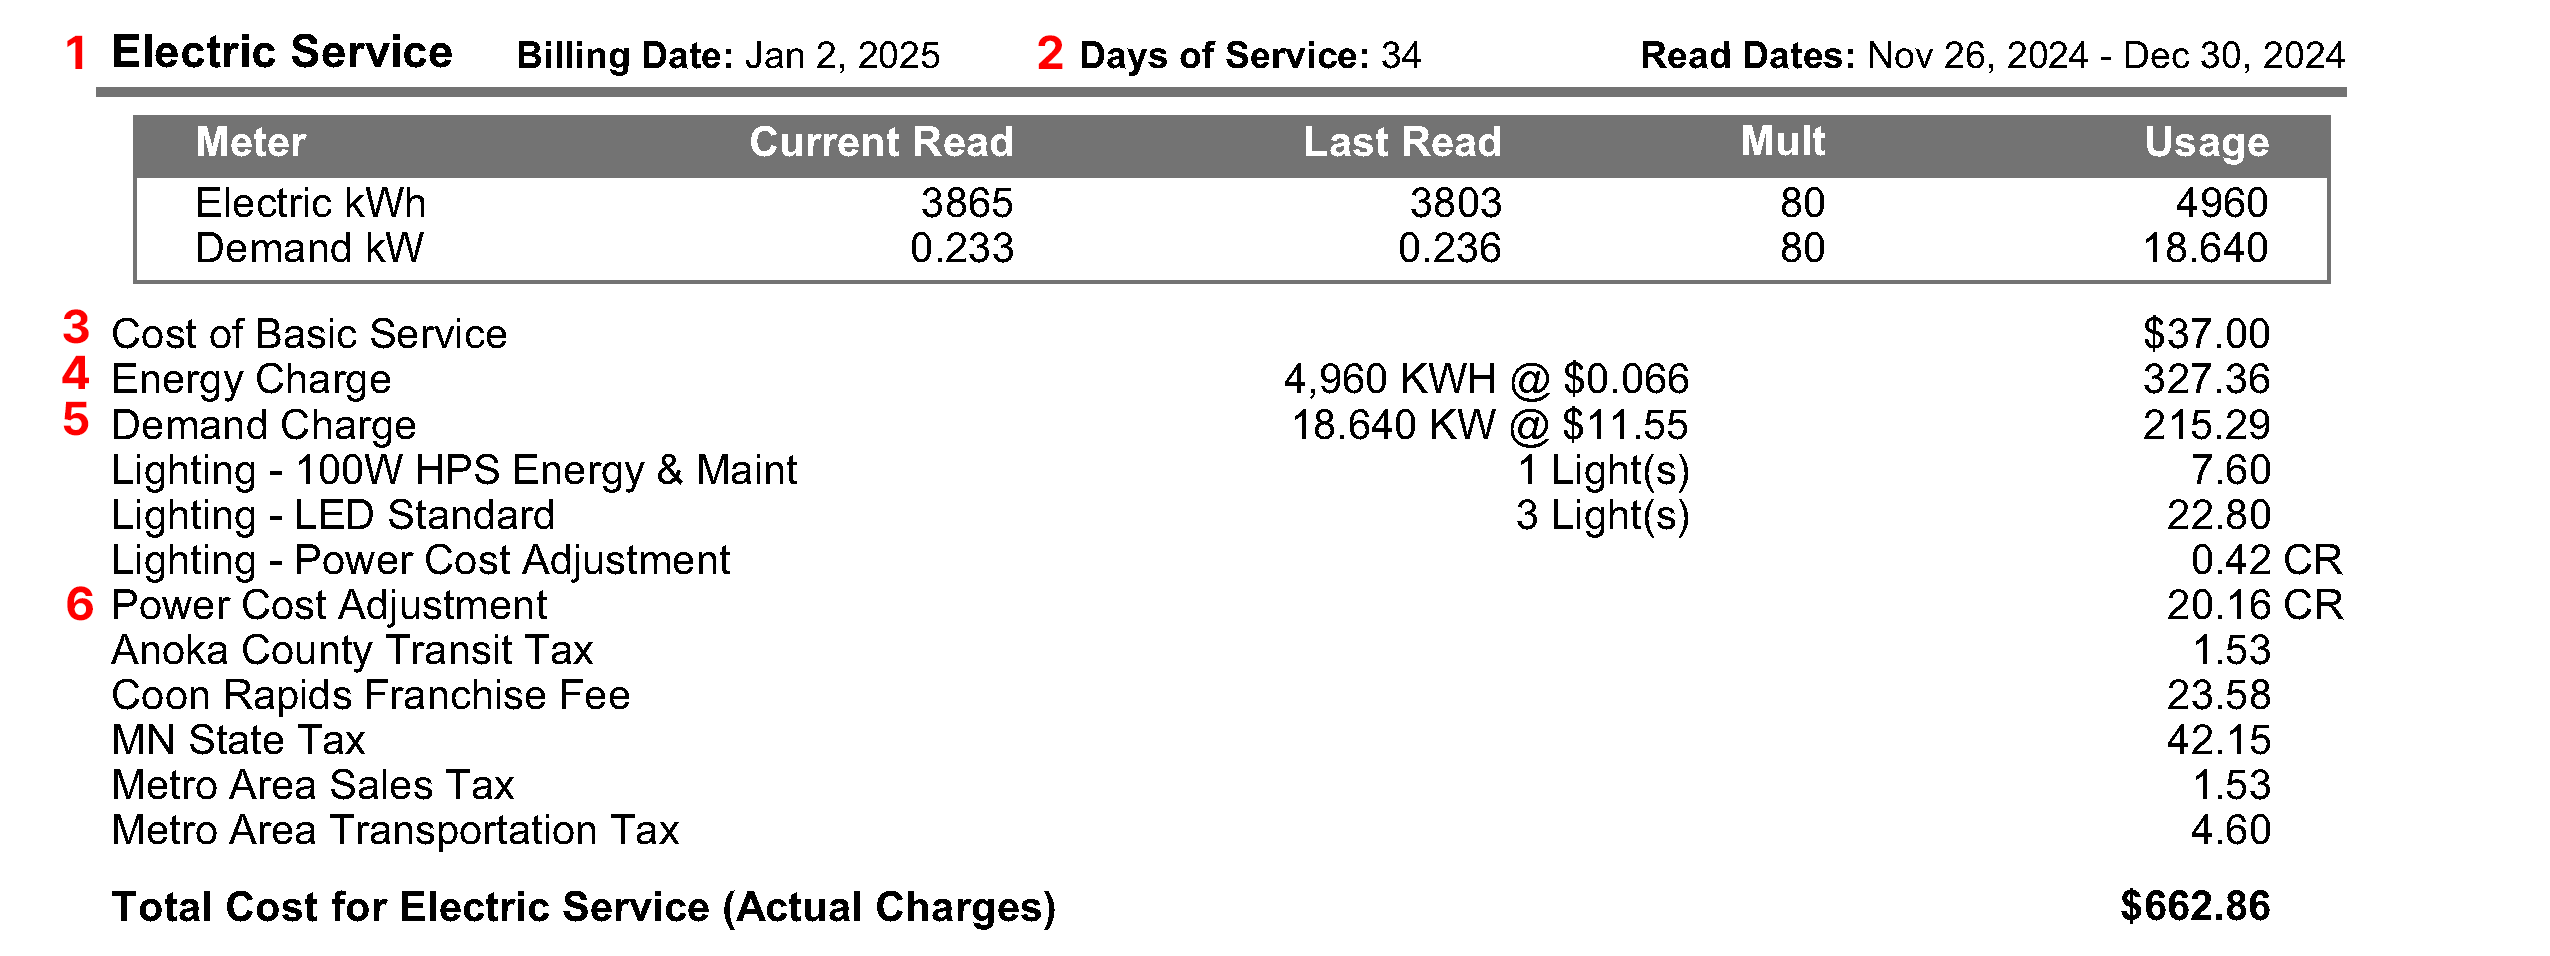 1 Electric Service Billing Date: Jan 2, 2025 2 Days of Service: 34 Read Dates: Nov 26, 2024 - Dec 30, 2024
Meter Current Read Last Read Mult Usage
Electric kWh 3865 3803 80 4960
Demand kW 0.233 0.236 80 18.640
3 Cost of Basic Service $37.00
4 Energy Charge 4,960 KWH @ $0.066 327.36
5 Demand Charge 18.640 KW @ $11.55 215.29
Lighting - 100W HPS Energy & Maint 1 Light(s) 7.60
Lighting - LED Standard 3 Light(s) 22.80
Lighting - Power Cost Adjustment 0.42 CR
6 Power Cost Adjustment 20.16 CR
Anoka County Transit Tax 1.53
Coon Rapids Franchise Fee 23.58
MN State Tax 42.15
Metro Area Sales Tax 1.53
Metro Area Transportation Tax 4.60
Total Cost for Electric Service (Actual Charges) $662.86